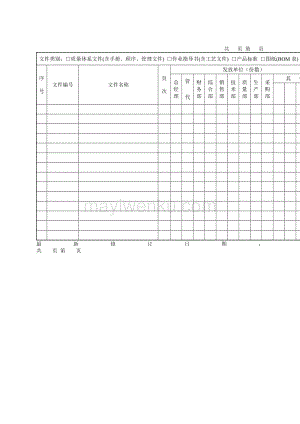 共 页 第 页
文件类别：□质量体系文件(含手册、程序、管理文件) □作业指导书(含工艺文件) □产品标准 □图纸(BOM 表)
发放单位（份数）
序号 文件编号 文件名称 页次 总经理 管代 财务部 综合部 销售部 技术部 质量部 生产部 采购部 其
mayiwenku.com
最 新 修 订 日 期 ：
共 页 第 页